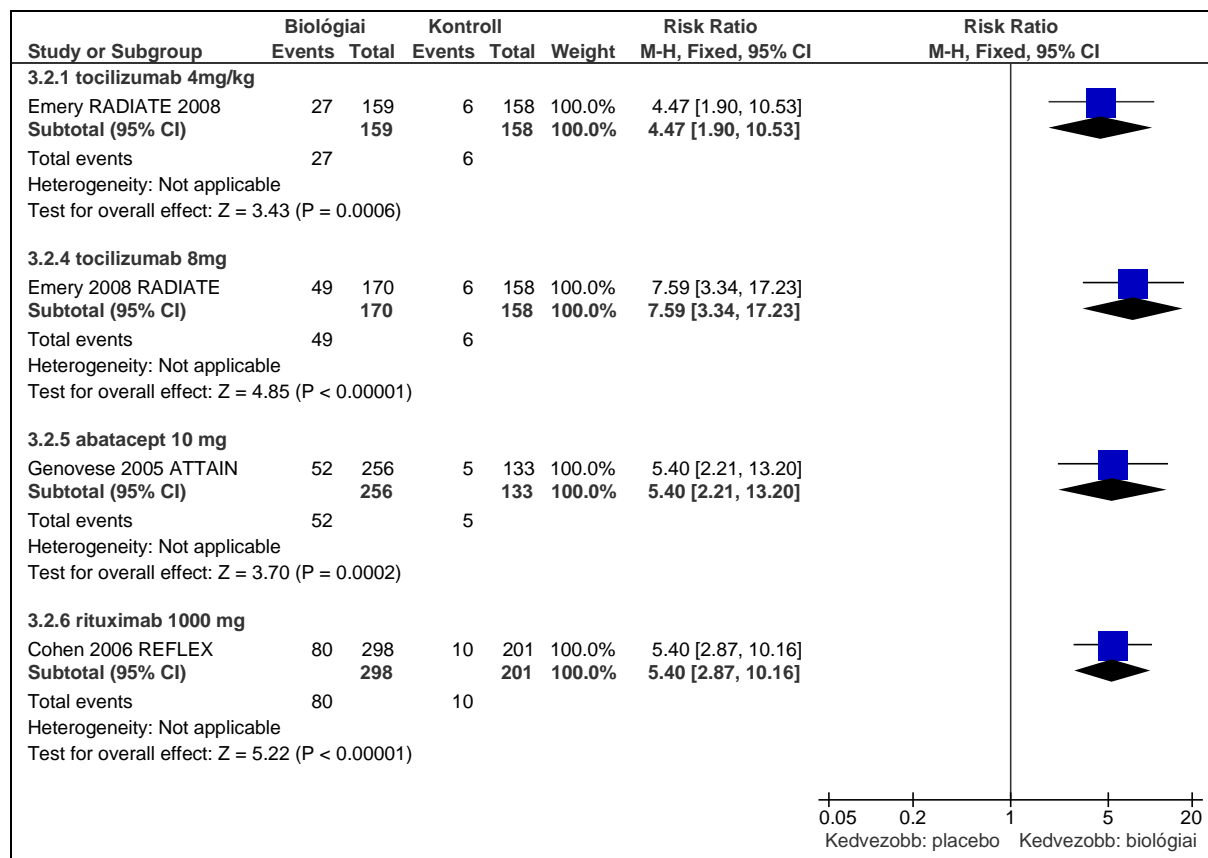 Biológiai Kontroll Risk Ratio Risk Ratio
Study or Subgroup Events Total Events Total Weight M-H, Fixed, 95% CI M-H, Fixed, 95% CI
3.2.1 tocilizumab 4mg/kg
Emery RADIATE 2008 27 159 6 158 100.0% 4.47 [1.90, 10.53]
Subtotal (95% CI) 159 158 100.0% 4.47 [1.90, 10.53]
Total events 27 6
Heterogeneity: Not applicable
Test for overall effect: Z = 3.43 (P = 0.0006)
3.2.4 tocilizumab 8mg
Emery 2008 RADIATE 49 170 6 158 100.0% 7.59 [3.34, 17.23]
Subtotal (95% CI) 170 158 100.0% 7.59 [3.34, 17.23]
Total events 49 6
Heterogeneity: Not applicable
Test for overall effect: Z = 4.85 (P < 0.00001)
3.2.5 abatacept 10 mg
Genovese 2005 ATTAIN 52 256 5 133 100.0% 5.40 [2.21, 13.20]
Subtotal (95% CI) 256 133 100.0% 5.40 [2.21, 13.20]
Total events 52 5
Heterogeneity: Not applicable
Test for overall effect: Z = 3.70 (P = 0.0002)
3.2.6 rituximab 1000 mg
Cohen 2006 REFLEX 80 298 10 201 100.0% 5.40 [2.87, 10.16]
Subtotal (95% CI) 298 201 100.0% 5.40 [2.87, 10.16]
Total events 80 10
Heterogeneity: Not applicable
Test for overall effect: Z = 5.22 (P < 0.00001)
0.05 0.2 1 5 20
Kedvezobb: placebo Kedvezobb: biológiai